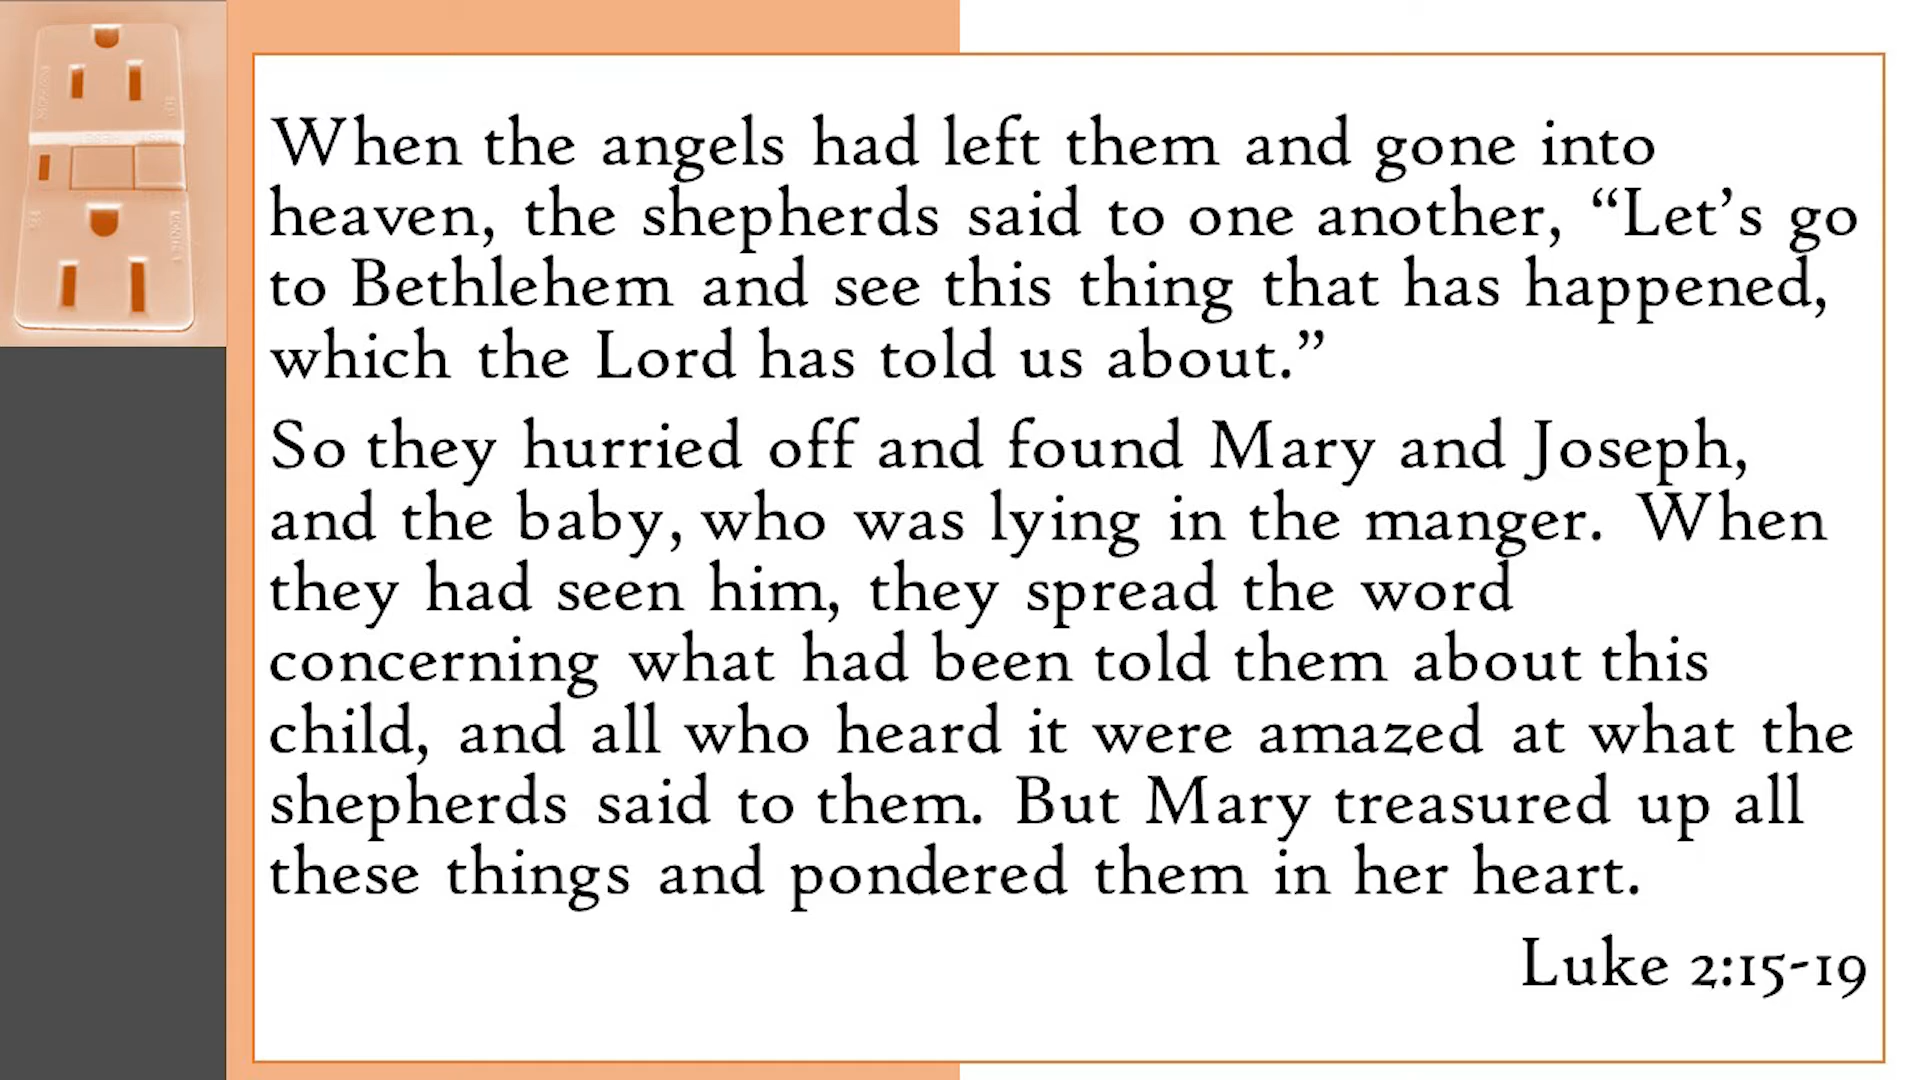 When the angels had left them and gone into
heaven, the shepherds said to one another, “Let’s go
to Bethlehem and see this thing that has happened,
which the Lord has told us about.”
So they hurried off and found Mary and Joseph,
and the baby, who was lying in the manger. When
they had seen him, they spread the word
concerning what had been told them about this
child, and all who heard it were amazed at what the
shepherds said to them. But Mary treasured up all
these things and pondered them in her heart.
Luke 2:15-19